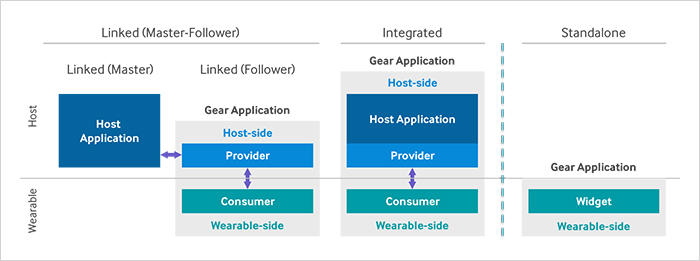 Linked (Master-Follower)
Integrated
Standalone
Linked (Master)
Linked (Follower)
Gear Application
Host-side
Host
Host
Application
Gear Application
Host-side
Provider
Host Application
Provider
Gear Application
Wearable
Consumer
Wearable-side
Consumer
Wearable-side
Widget
Wearable-side